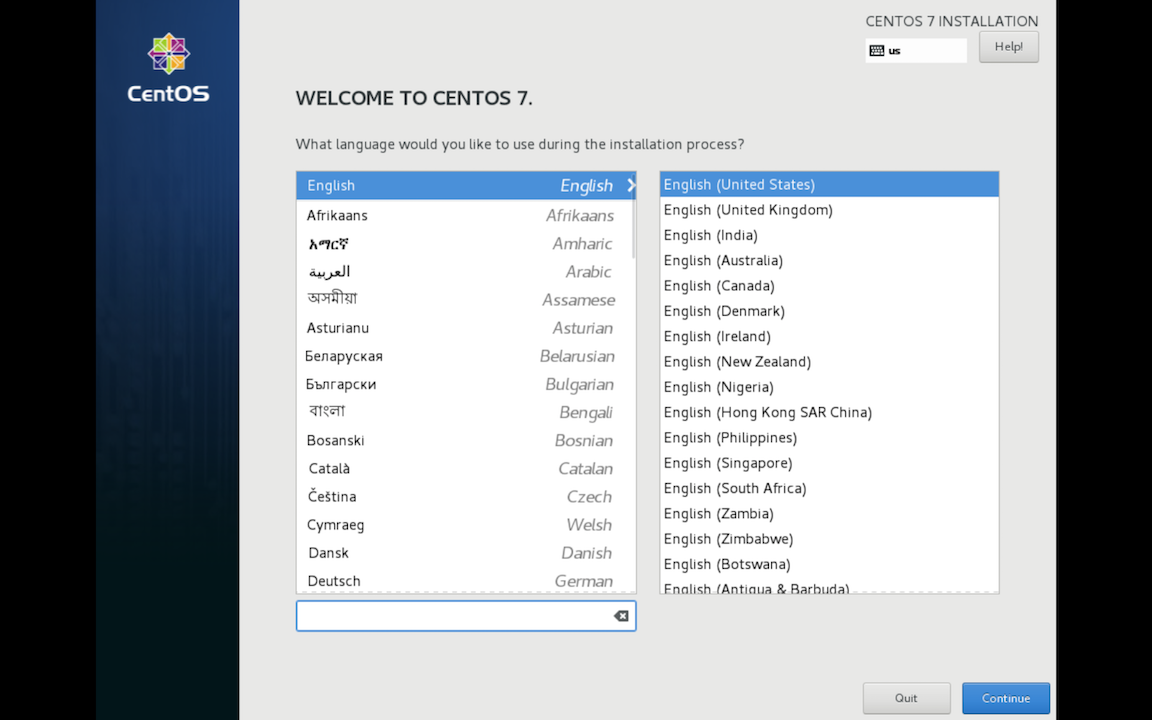 CentOS
CENTOS 7 INSTALLATION
us
Help!
WELCOME TO CENTOS 7.
What language would you like to use during the installation process?
English English
Afrikaans Afrikaans
አማርኛ Amharic
العربية Arabic
অসমীয়া Assamese
Asturianu Asturian
Беларуская Belarusian
Български Bulgarian
বাংলা Bengali
Bosanski Bosnian
Català Catalan
Čeština Czech
Cymraeg Welsh
Dansk Danish
Deutsch German
English (United States)
English (United Kingdom)
English (India)
English (Australia)
English (Canada)
English (Denmark)
English (Ireland)
English (New Zealand)
English (Nigeria)
English (Hong Kong SAR China)
English (Philippines)
English (Singapore)
English (South Africa)
English (Zambia)
English (Zimbabwe)
English (Botswana)
English (Antigua & Barbuda)
Quit
Continue